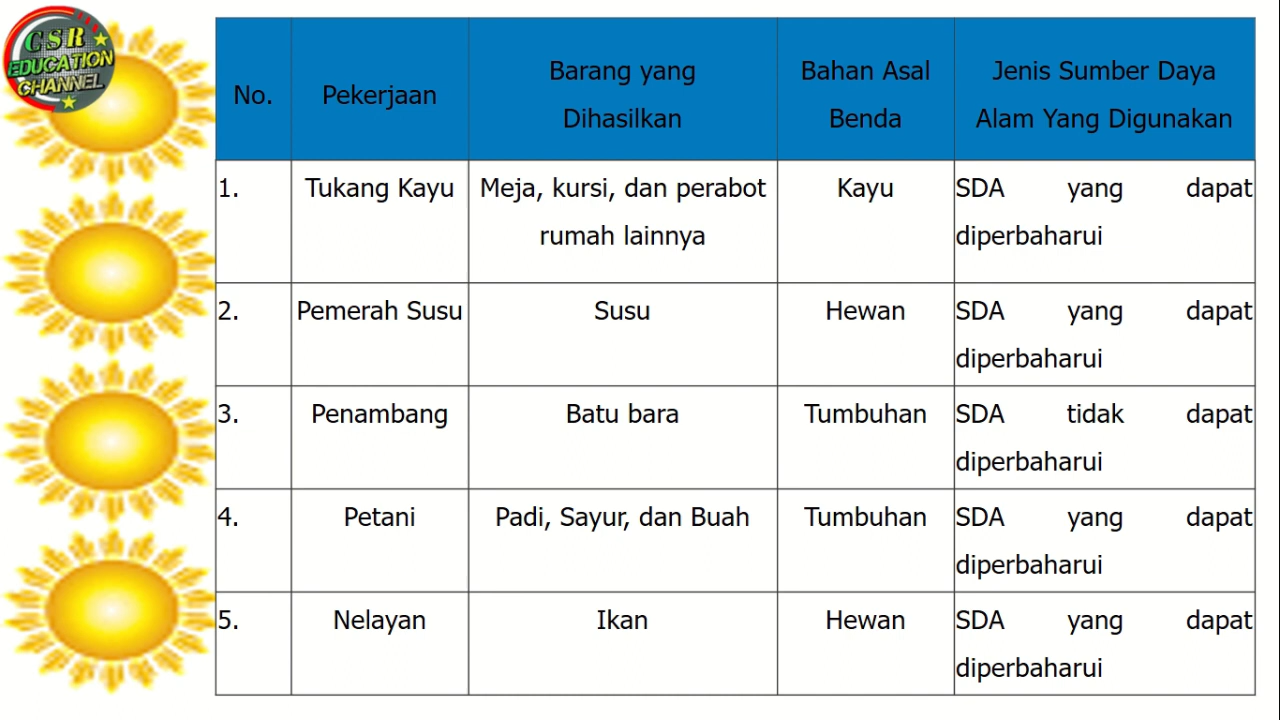 CSR
EDUCATION
CHANNEL
No.
Pekerjaan
Barang yang
Dihasilkan
Bahan Asal
Benda
Jenis Sumber Daya
Alam Yang Digunakan
1.
Tukang Kayu
Meja, kursi, dan perabot
rumah lainnya
Kayu
SDA yang dapat
diperbaharui
2.
Pemerah Susu
Susu
Hewan
SDA yang dapat
diperbaharui
3.
Penambang
Batu bara
Tumbuhan
SDA tidak dapat
diperbaharui
4.
Petani
Padi, Sayur, dan Buah
Tumbuhan
SDA yang dapat
diperbaharui
5.
Nelayan
Ikan
Hewan
SDA yang dapat
diperbaharui